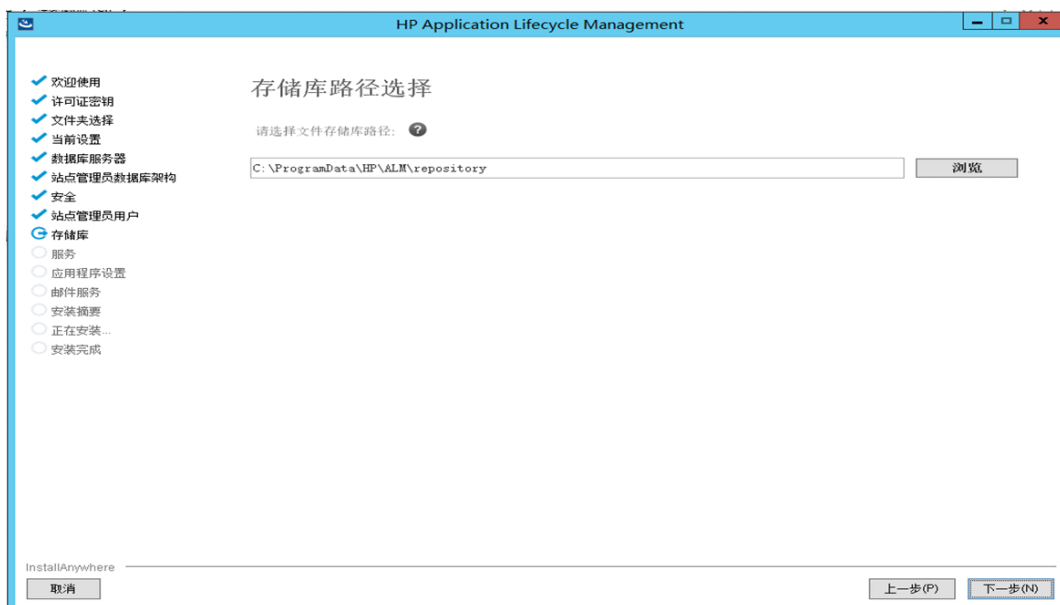 HP Application Lifecycle Management
欢迎使用
许可证密钥
文件夹选择
当前设置
数据库服务器
站点管理员数据库架构
安全
站点管理员用户
存储库
服务
应用程序设置
邮件服务
安装摘要
正在安装...
安装完成
存储库路径选择
请选择文件存储库路径: ?
C:\ProgramData\HP\ALM\repository
浏览
InstallAnywhere
取消
上一步(P)
下一步(N)